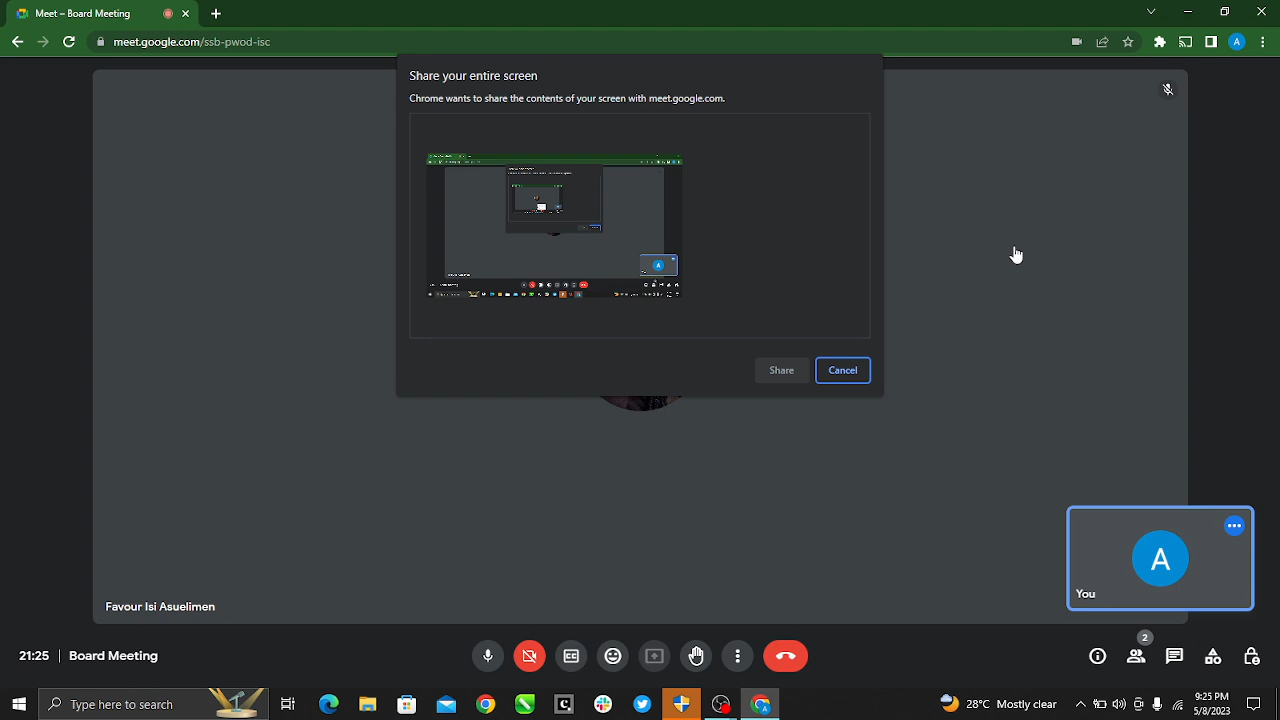 Meet – Board Meeting
meet.google.com/ssb-pwod-isc
A
Share your entire screen
Chrome wants to share the contents of your screen with meet.google.com.
Share
Cancel
A
You
Favour Isi Asuelimen
21:25 | Board Meeting
2
Type here to search
28°C Mostly clear
9:25 PM
5/8/2023